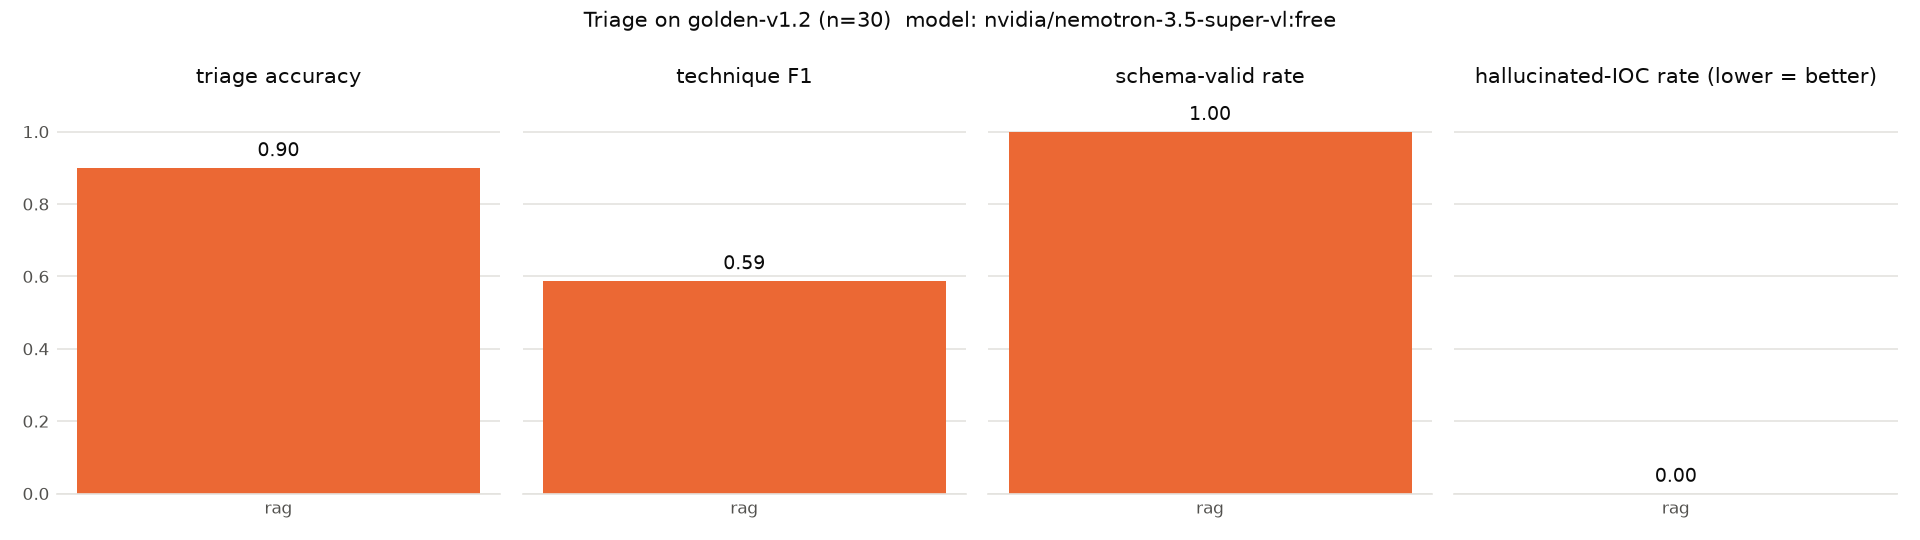 Triage on golden-v1.2 (n=30)  model: nvidia/nemotron-3.5-super-vl:free
triage accuracy
technique F1
schema-valid rate
hallucinated-IOC rate (lower = better)
1.0
0.8
0.6
0.4
0.2
0.0
0.90
0.59
1.00
0.00
rag
rag
rag
rag